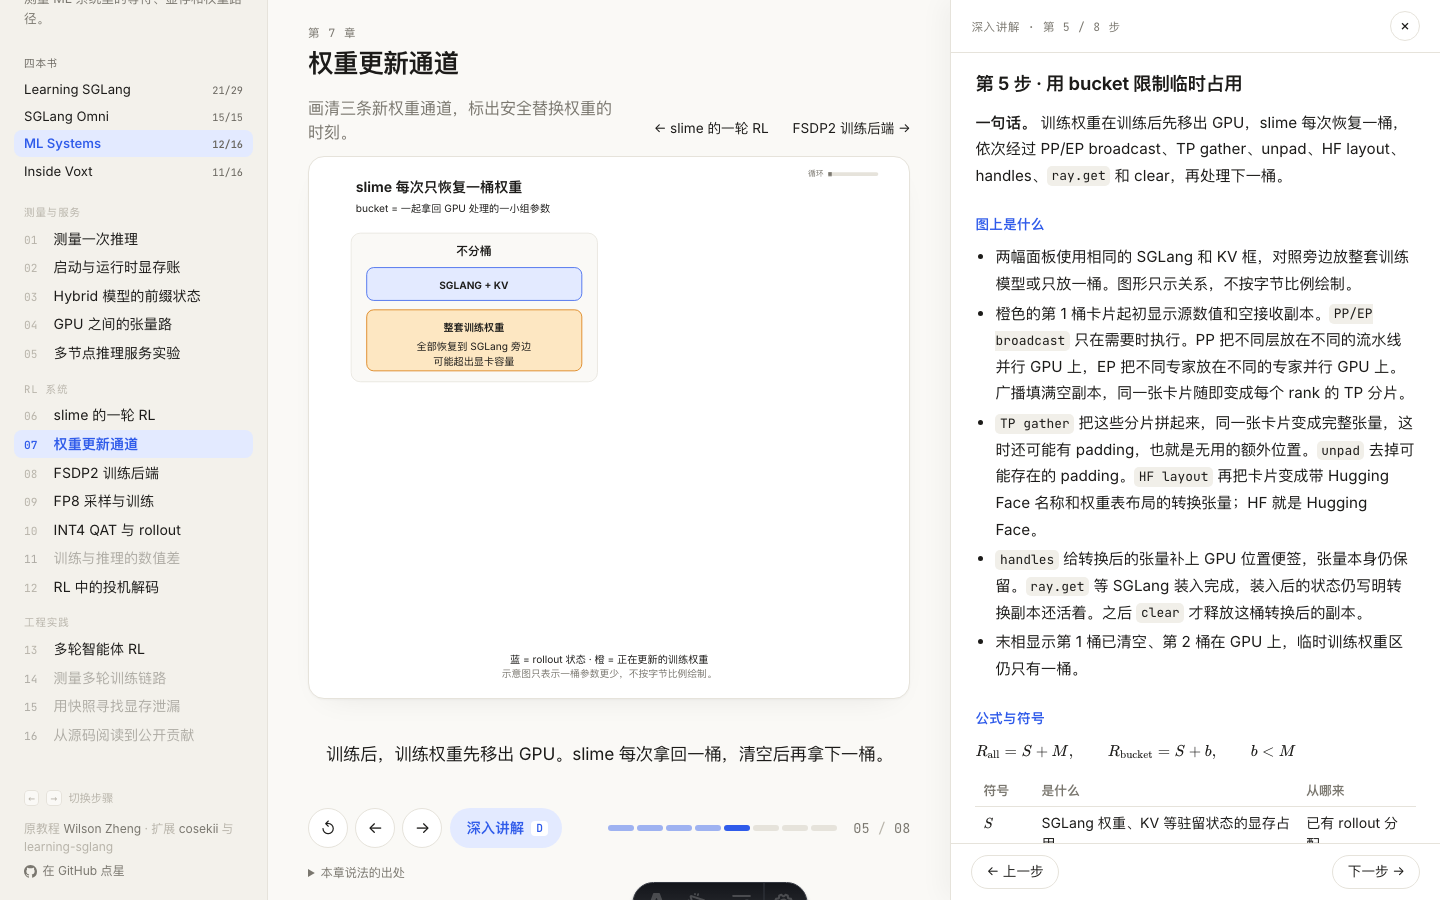 测量 ML 系统里的等待、显存和权重路
径。
四本书
Learning SGLang 21/29
SGLang Omni 15/15
ML Systems 12/16
Inside Voxt 11/16
测量与服务
01 测量一次推理
02 启动与运行时显存账
03 Hybrid 模型的前缀状态
04 GPU 之间的张量路
05 多节点推理服务实验
RL 系统
06 slime 的一轮 RL
07 权重更新通道
08 FSDP2 训练后端
09 FP8 采样与训练
10 INT4 QAT 与 rollout
11 训练与推理的数值差
12 RL 中的投机解码
工程实践
13 多轮智能体 RL
14 测量多轮训练链路
15 用快照寻找显存泄漏
16 从源码阅读到公开贡献
← → 切换步骤
原教程 Wilson Zheng · 扩展 cosekii 与
learning-sglang
在 GitHub 点星
第 7 章
权重更新通道
画清三条新权重通道，标出安全替换权重的
时刻。
← slime 的一轮 RL FSDP2 训练后端 →
循环
slime 每次只恢复一桶权重
bucket = 一起拿回 GPU 处理的一小组参数
不分桶
SGLANG + KV
整套训练权重
全部恢复到 SGLang 旁边
可能超出显卡容量
蓝 = rollout 状态 · 橙 = 正在更新的训练权重
示意图只表示一桶参数更少，不按字节比例绘制。
训练后，训练权重先移出 GPU。slime 每次拿回一桶，清空后再拿下一桶。
← → 深入讲解 D 05 / 08
▶ 本章说法的出处
深入讲解 · 第 5 / 8 步 ×
第 5 步 · 用 bucket 限制临时占用
一句话。 训练权重在训练后先移出 GPU，slime 每次恢复一桶，
依次经过 PP/EP broadcast、TP gather、unpad、HF layout、
handles、ray.get 和 clear，再处理下一桶。
图上是什么
• 两幅面板使用相同的 SGLang 和 KV 框，对照旁边放整套训练
模型或只放一桶。图形只示关系，不按字节比例绘制。
• 橙色的第 1 桶卡片起初显示源数值和空接收副本。PP/EP
broadcast 只在需要时执行。PP 把不同层放在不同的流水线
并行 GPU 上，EP 把不同专家放在不同的专家并行 GPU 上。
广播填满空副本，同一张卡片随即变成每个 rank 的 TP 分片。
• TP gather 把这些分片拼起来，同一张卡片变成完整张量，这
时还可能有 padding，也就是无用的额外位置。unpad 去掉可
能存在的 padding。HF layout 再把卡片变成带 Hugging
Face 名称和权重表布局的转换张量；HF 就是 Hugging
Face。
• handles 给转换后的张量补上 GPU 位置便签，张量本身仍保
留。ray.get 等 SGLang 装入完成，装入后的状态仍写明转
换副本还活着。之后 clear 才释放这桶转换后的副本。
• 末相显示第 1 桶已清空、第 2 桶在 GPU 上，临时训练权重区
仍只有一桶。
公式与符号
R_all = S + M, R_bucket = S + b, b < M
符号 是什么 从哪来
S SGLang 权重、KV 等驻留状态的显存占 已有 rollout 分
用 配
← 上一步 下一步 →